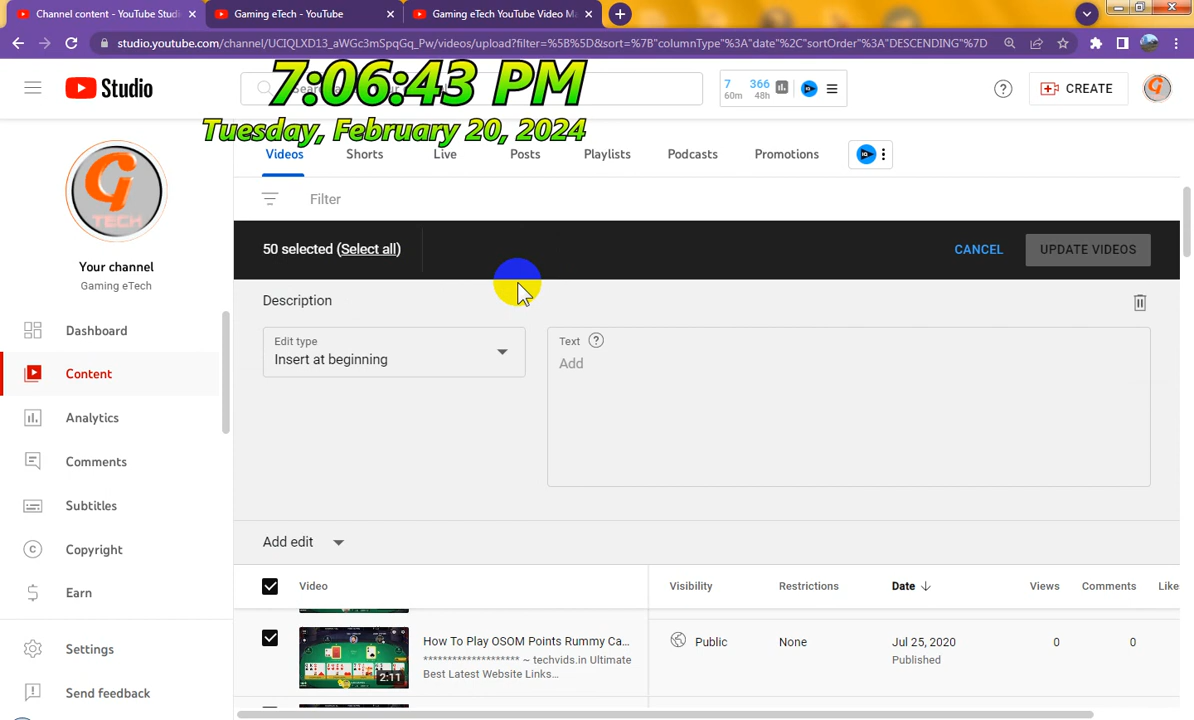 Channel content - YouTube Studi
Gaming eTech - YouTube
Gaming eTech YouTube Video Ma
studio.youtube.com/channel/UCIQLXD13_aWGc3mSpqGq_Pw/videos/upload?filter=%5B%5D&sort=%7B"columnType"%3A"date"%2C"sortOrder"%3A"DESCENDING"%7D
Studio
7:06:43 PM
7 366
60m 48h
CREATE
Tuesday, February 20, 2024
Videos Shorts Live Posts Playlists Podcasts Promotions
Filter
G
TECH
50 selected (Select all)
CANCEL
UPDATE VIDEOS
Your channel
Gaming eTech
Description
Edit type
Insert at beginning
Text
Add
Dashboard
Content
Analytics
Comments
Subtitles
Copyright
Earn
Settings
Send feedback
Add edit
Video Visibility Restrictions Date Views Comments Like
How To Play OSOM Points Rummy Ca...
******************** ~ techvids.in Ultimate
Best Latest Website Links...
2:11
Public
None
Jul 25, 2020
Published
0
0